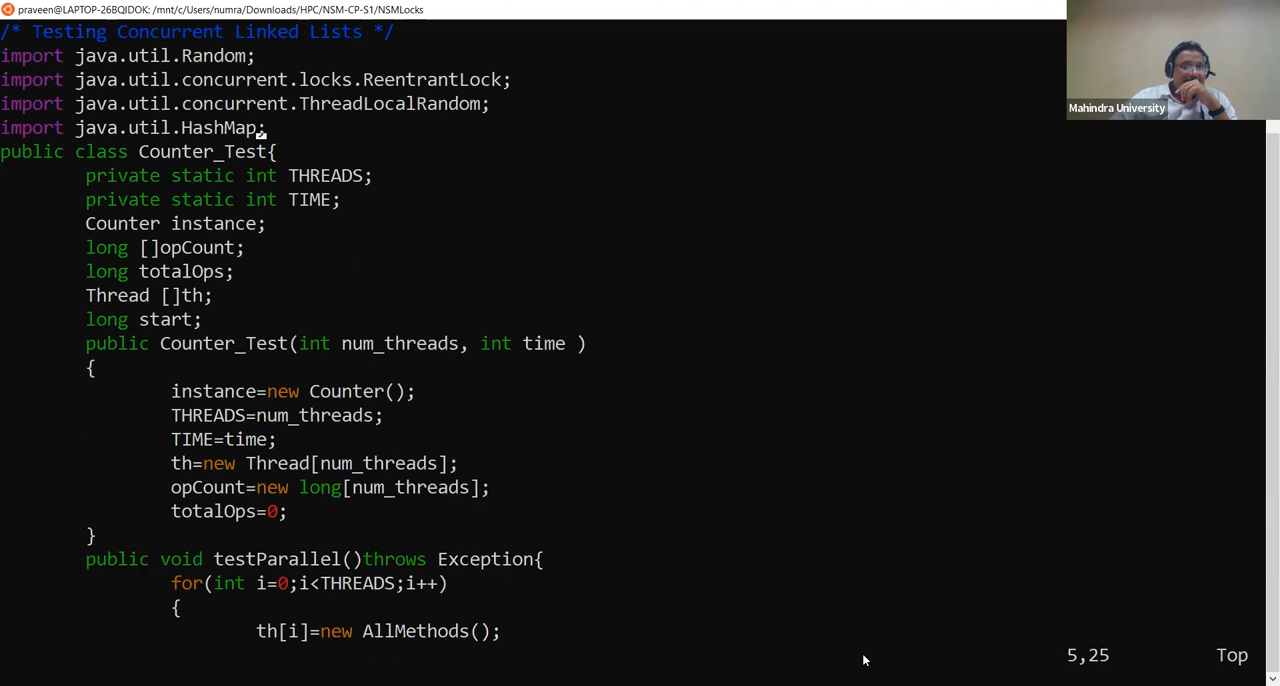 praveen@LAPTOP-26BQIDOK: /mnt/c/Users/numra/Downloads/HPC/NSM-CP-S1/NSMLocks
/* Testing Concurrent Linked Lists */
import java.util.Random;
import java.util.concurrent.locks.ReentrantLock;
import java.util.concurrent.ThreadLocalRandom;
import java.util.HashMap;
public class Counter_Test{
private static int THREADS;
private static int TIME;
Counter instance;
long []opCount;
long totalOps;
Thread []th;
long start;
public Counter_Test(int num_threads, int time )
{
instance=new Counter();
THREADS=num_threads;
TIME=time;
th=new Thread[num_threads];
opCount=new long[num_threads];
totalOps=0;
}
public void testParallel()throws Exception{
for(int i=0;i<THREADS;i++)
{
th[i]=new AllMethods();
5,25 Top
Mahindra University